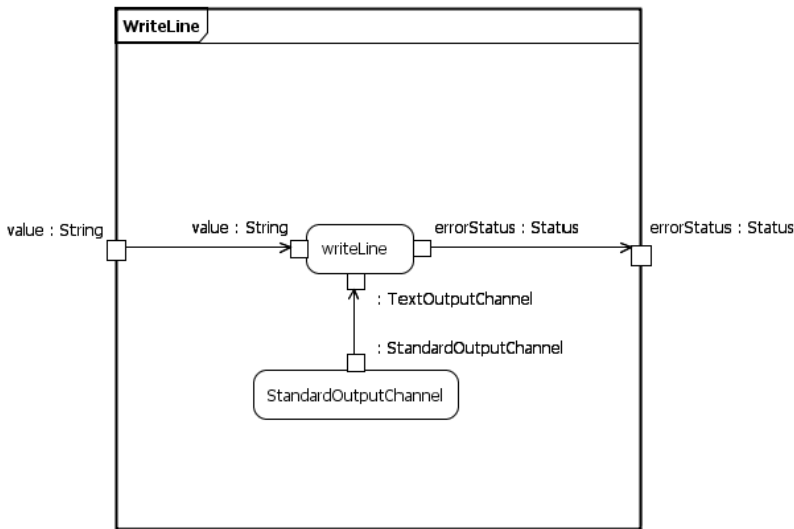 WriteLine
value : String
value : String
errorStatus : Status
errorStatus : Status
writeLine
: TextOutputChannel
: StandardOutputChannel
StandardOutputChannel